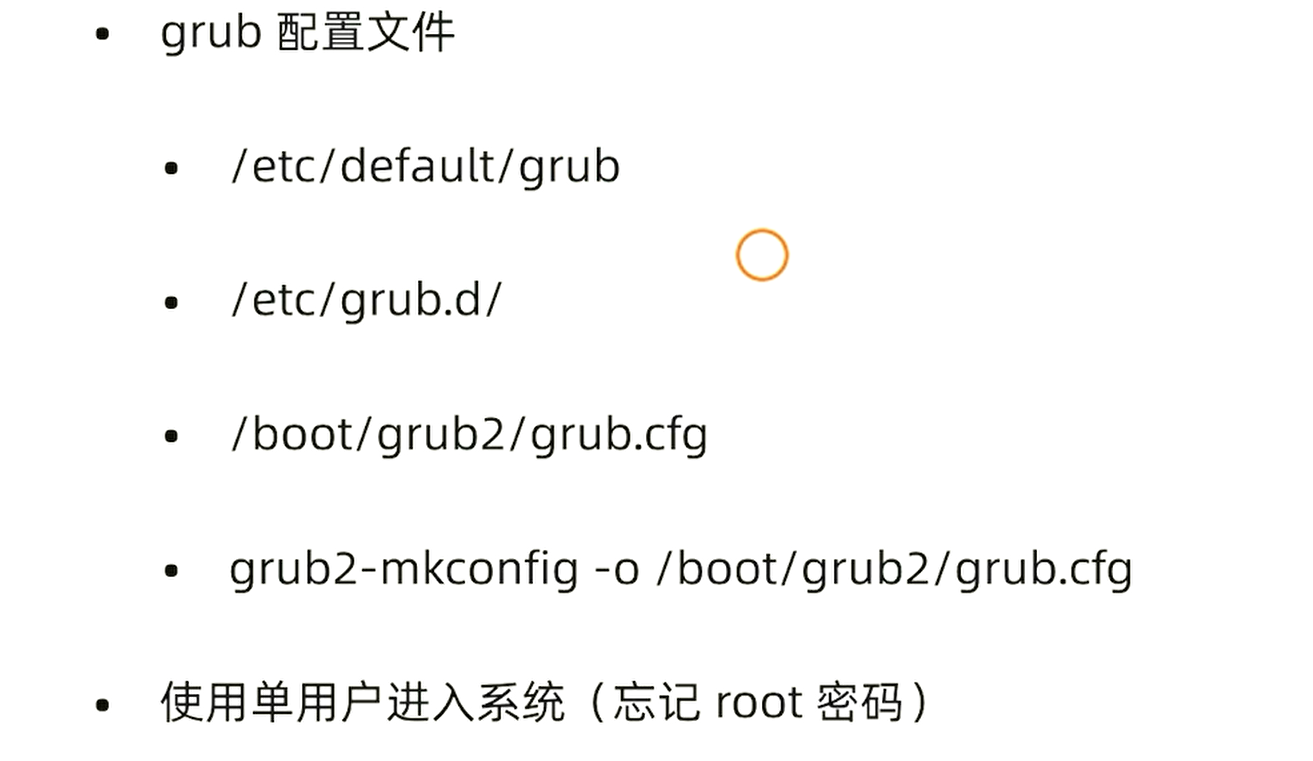 • grub 配置文件
• /etc/default/grub
• /etc/grub.d/
• /boot/grub2/grub.cfg
• grub2-mkconfig -o /boot/grub2/grub.cfg
• 使用单用户进入系统（忘记 root 密码）